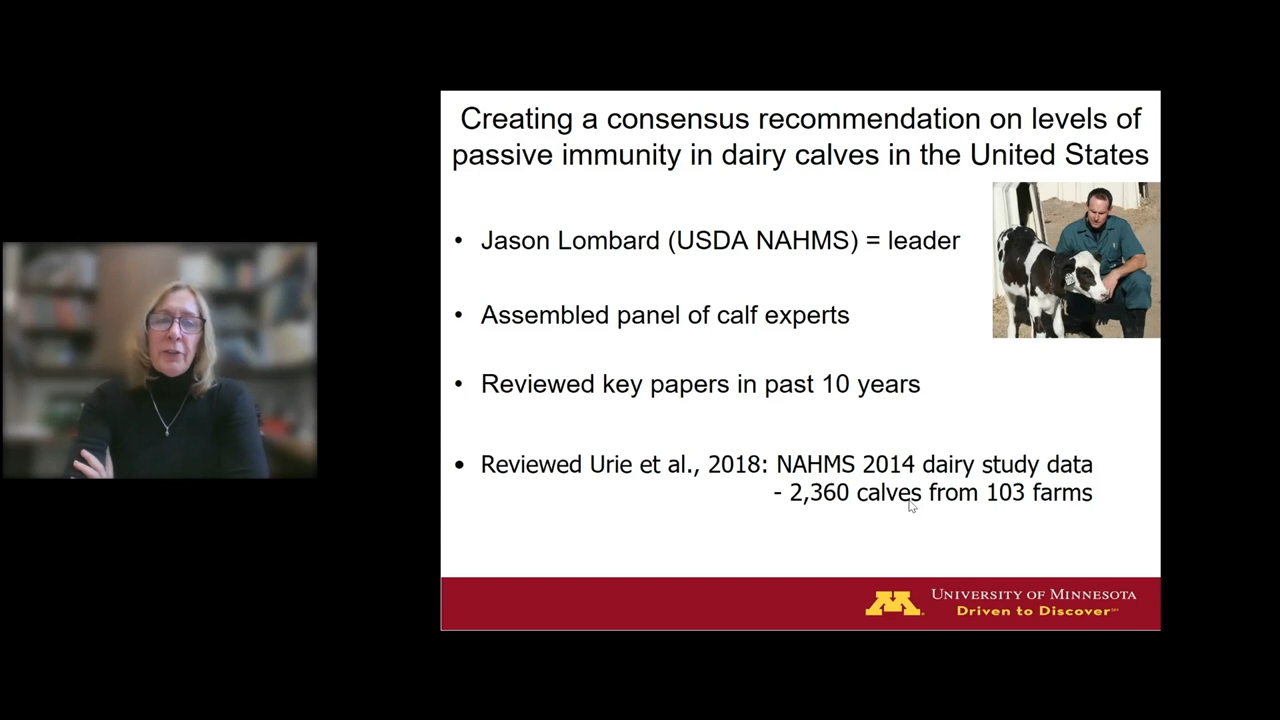 Creating a consensus recommendation on levels of
passive immunity in dairy calves in the United States
• Jason Lombard (USDA NAHMS) = leader
• Assembled panel of calf experts
• Reviewed key papers in past 10 years
• Reviewed Urie et al., 2018: NAHMS 2014 dairy study data
- 2,360 calves from 103 farms
M
UNIVERSITY OF MINNESOTA
Driven to Discover℠